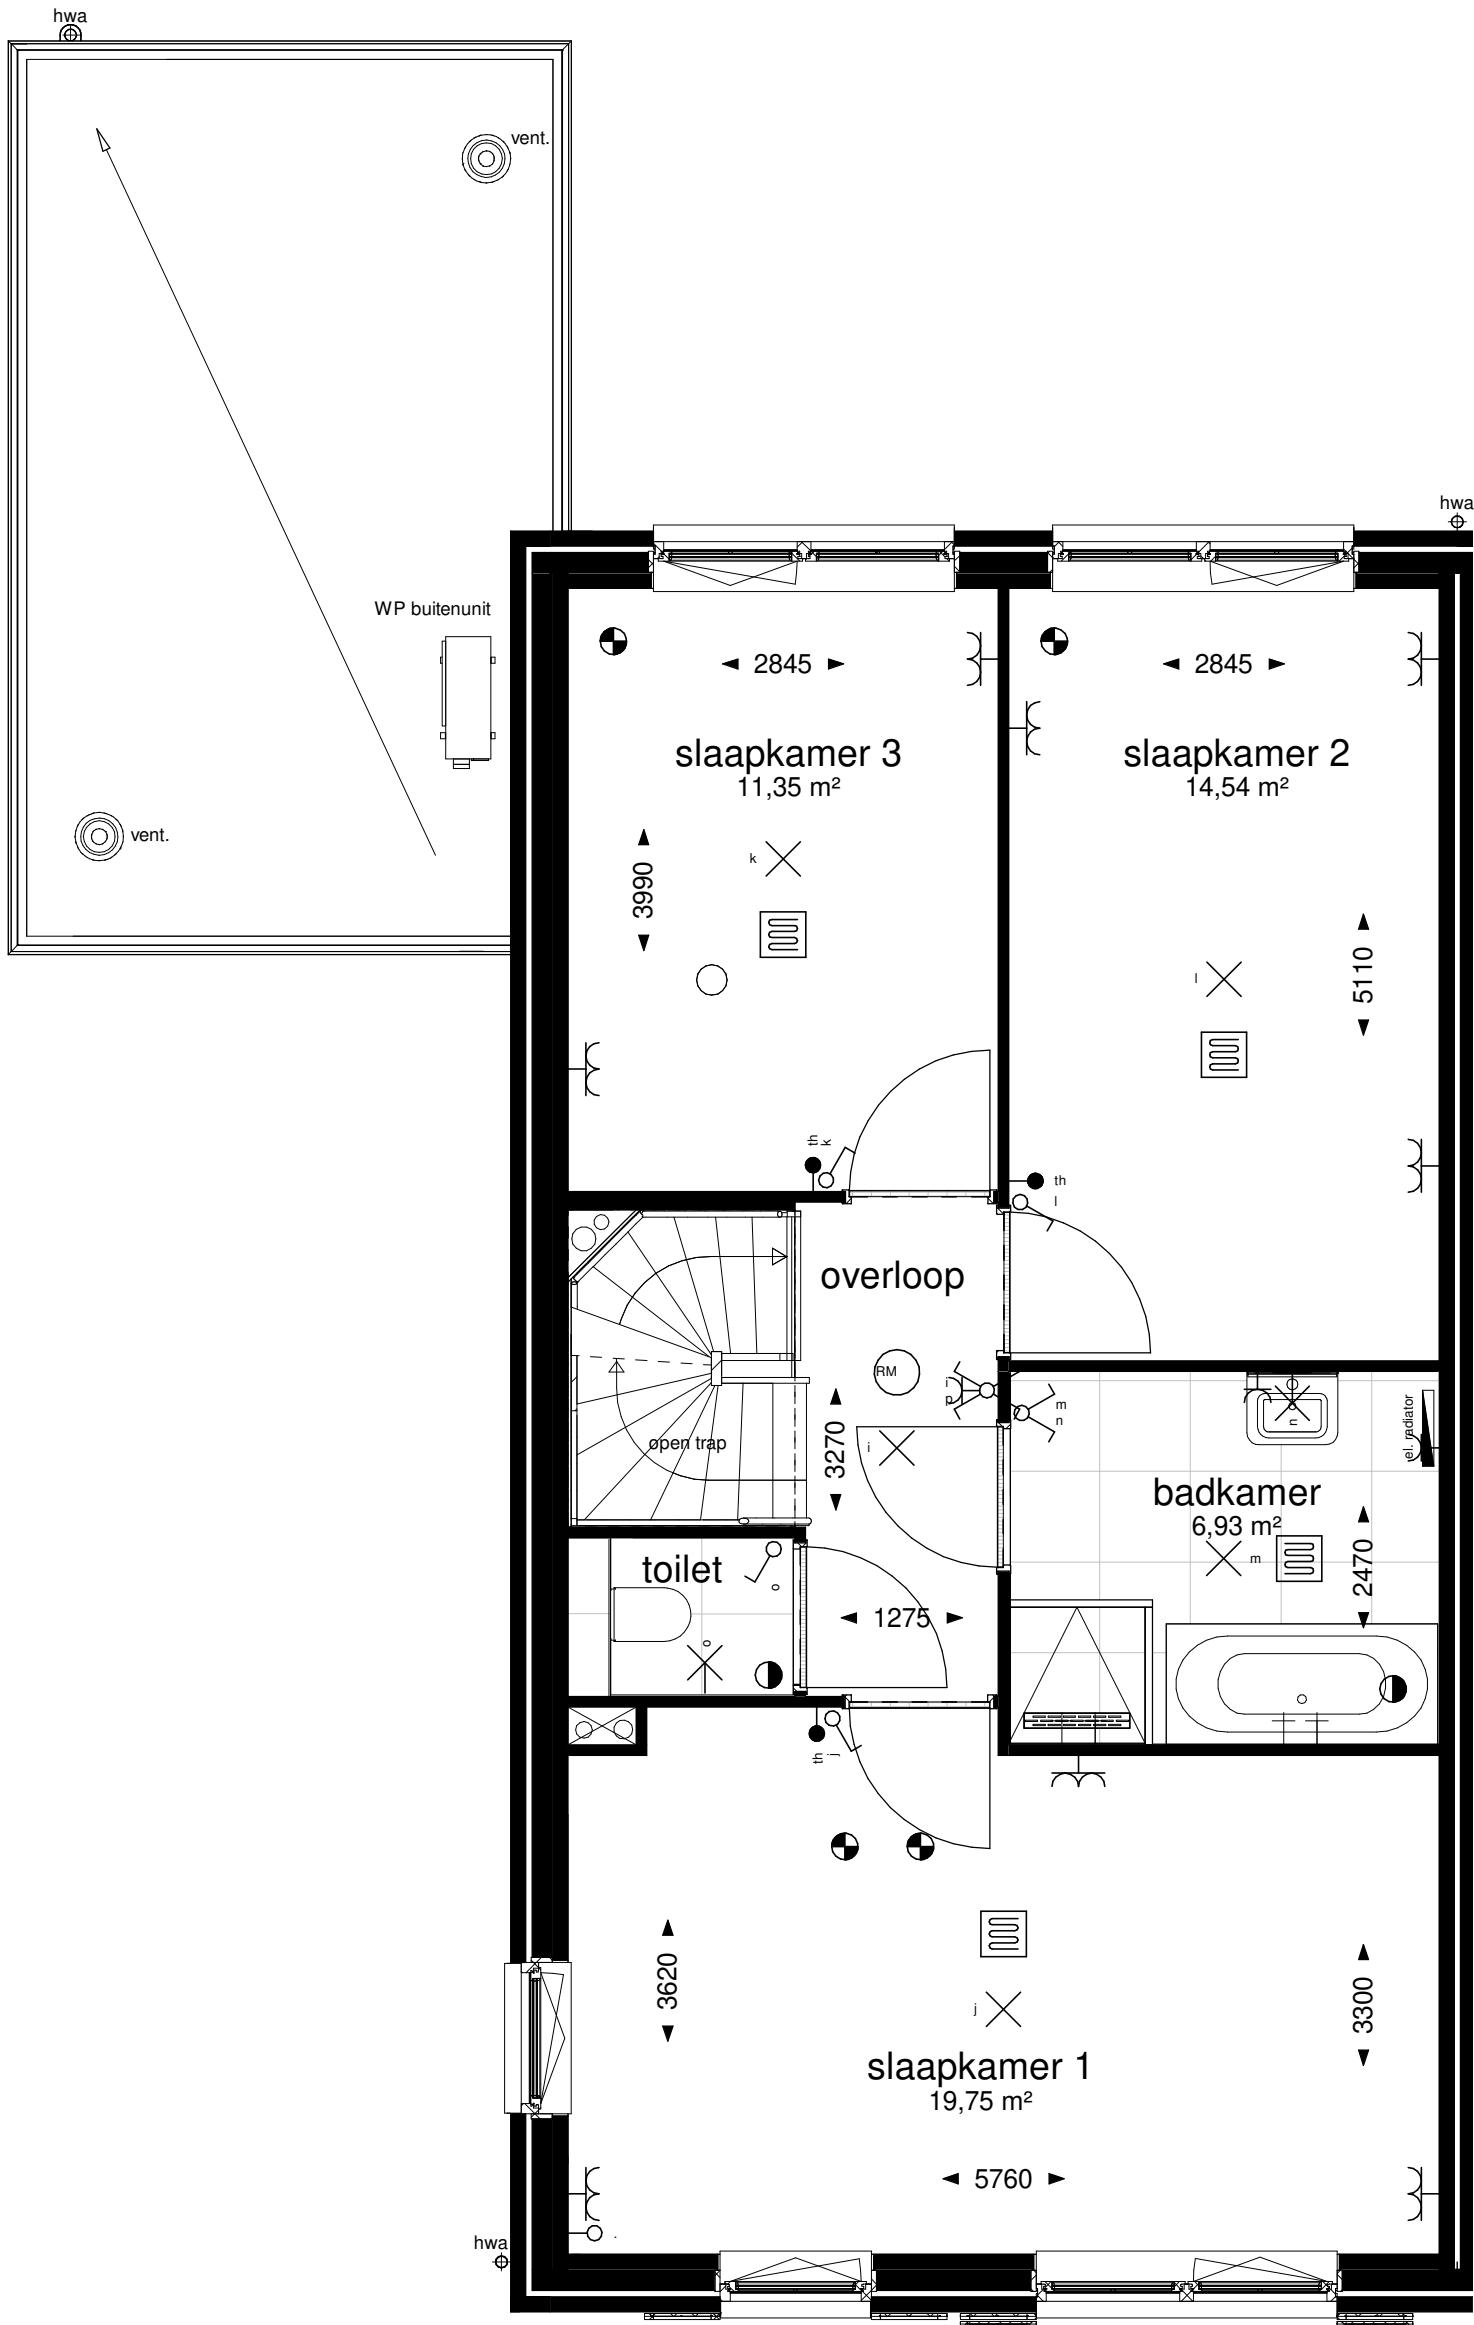 hwa
vent.
hwa
WP buitenunit
2845
2845
slaapkamer 3
11,35 m²
slaapkamer 2
14,54 m²
vent.
k
3990
5110
l
th
k
th
l
overloop
RM
i
p
m
n
n
el. radiator
open trap
3270
i
badkamer
6,93 m²
m
2470
toilet
o
o
1275
th
j
3620
3300
j
slaapkamer 1
19,75 m²
5760
hwa